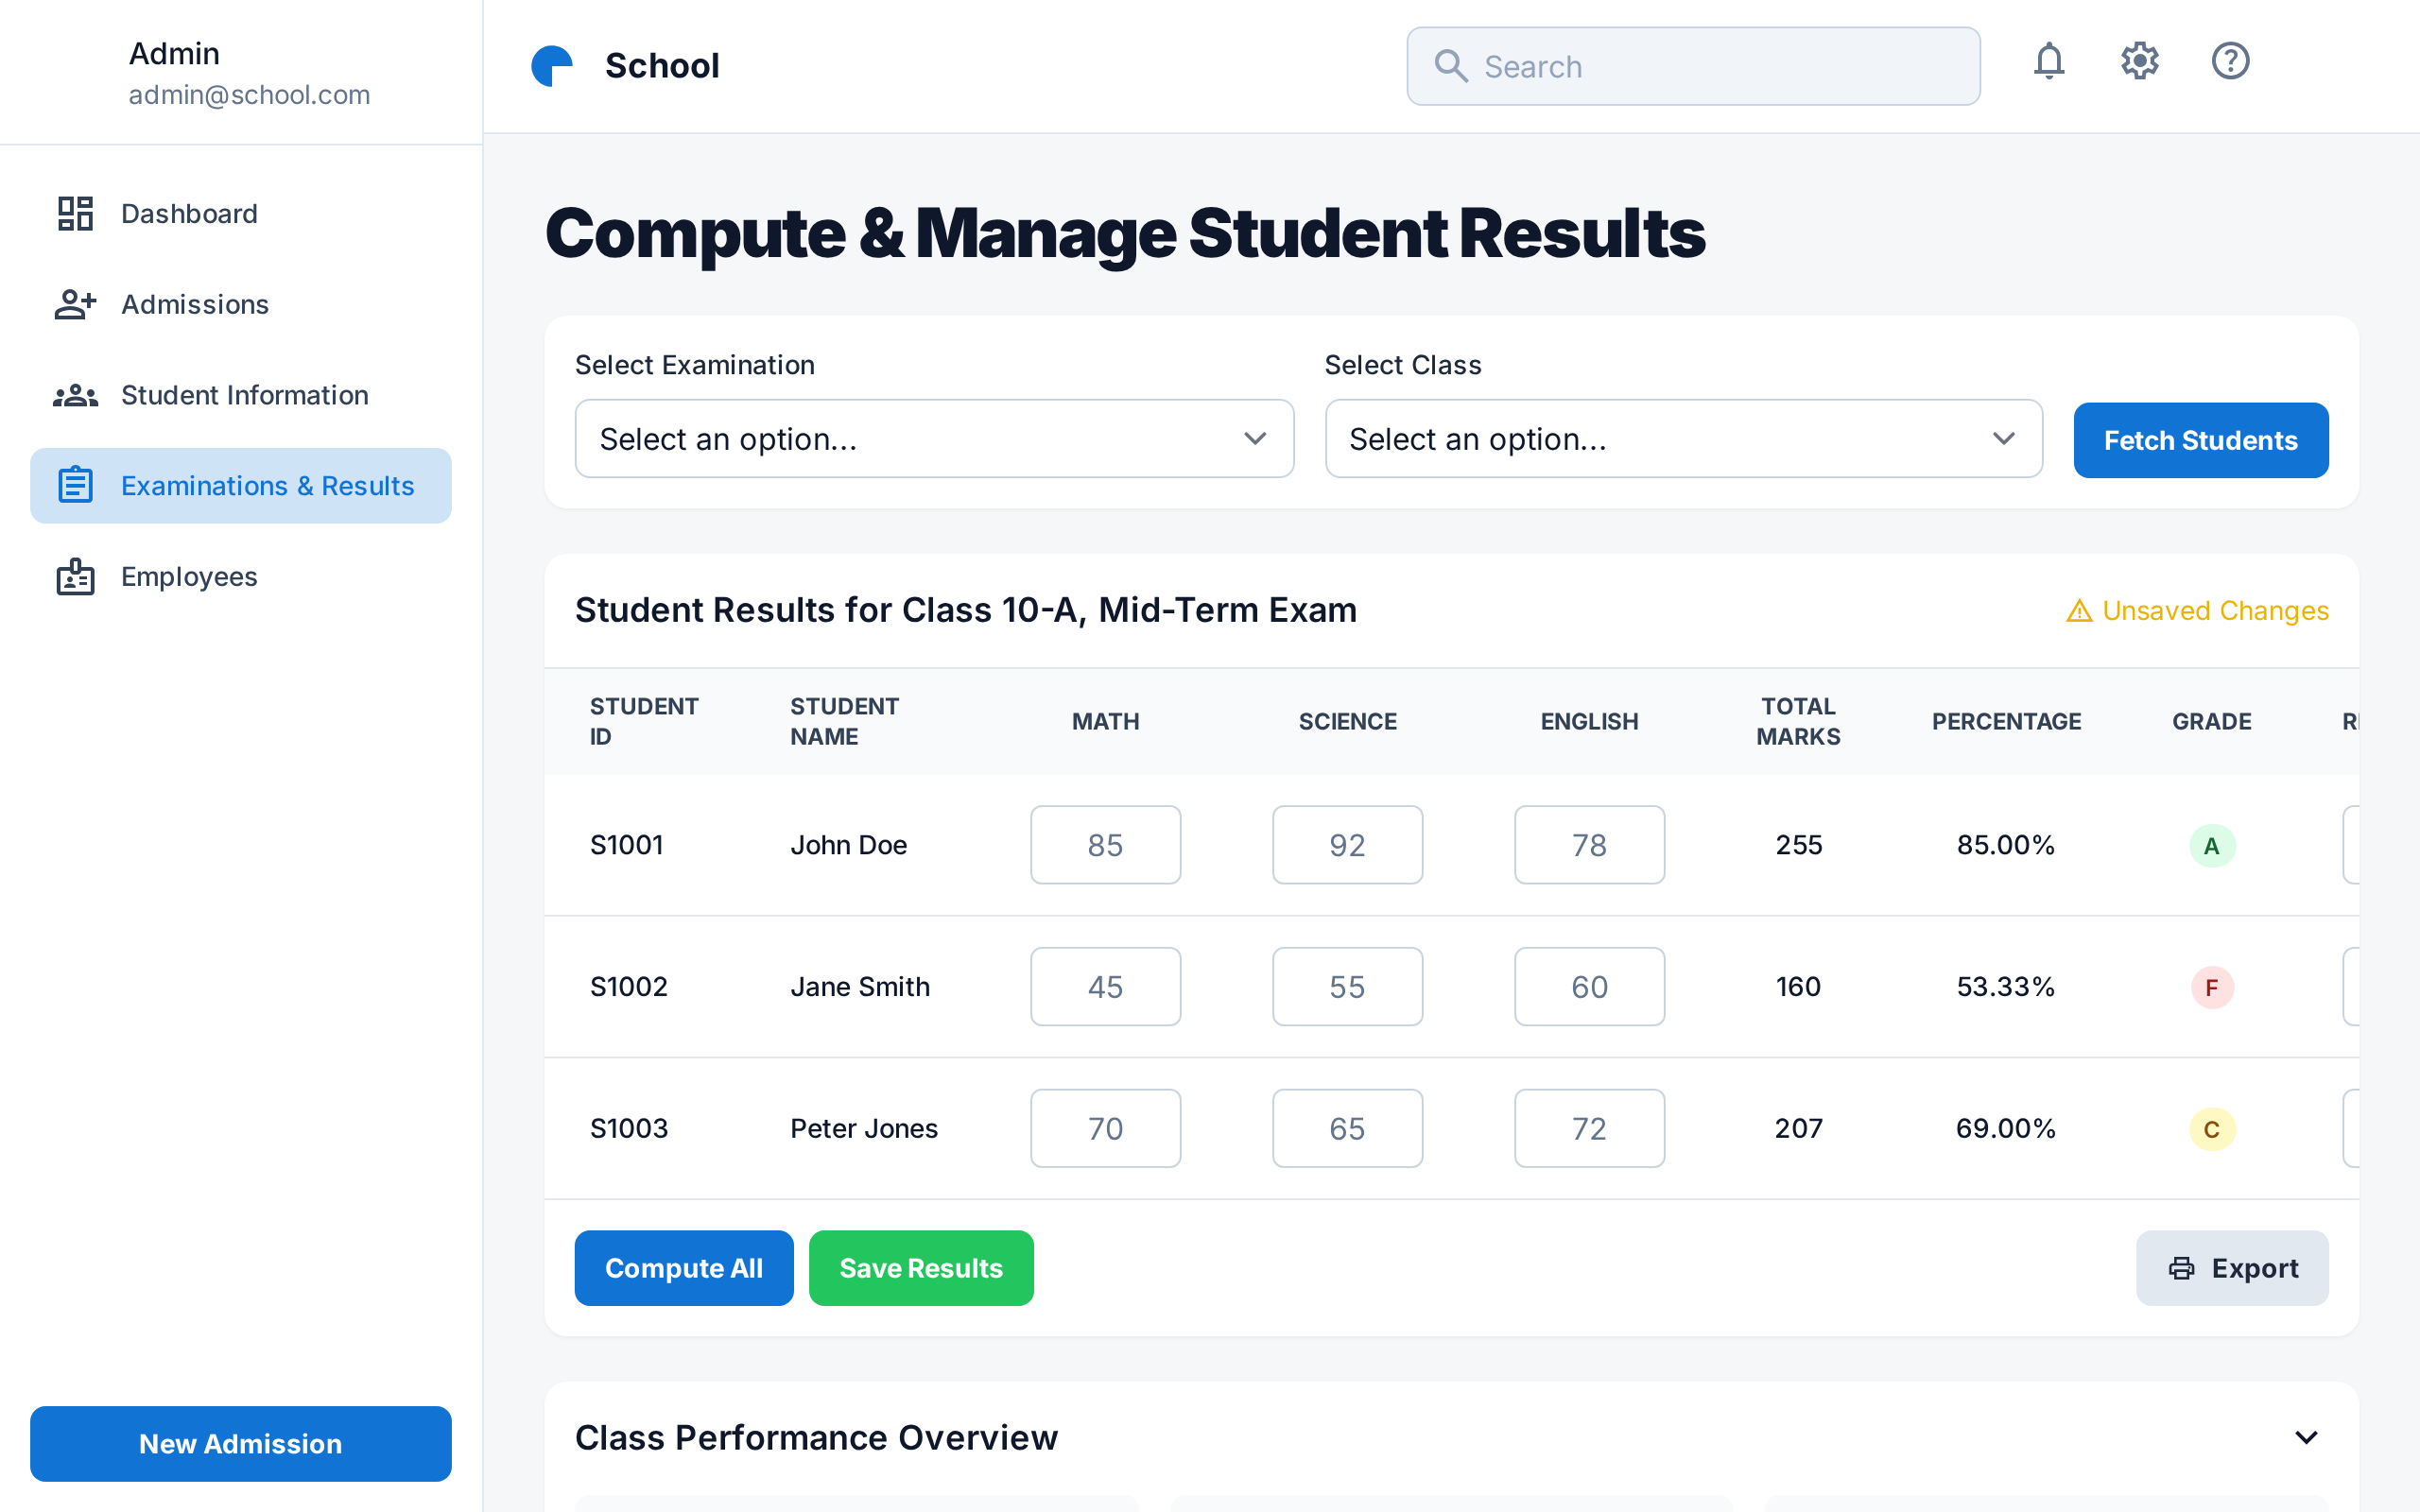 Admin
admin@school.com
Dashboard
Admissions
Student Information
Examinations & Results
Employees
New Admission
School
Search
Compute & Manage Student Results
Select Examination
Select Class
Select an option...
Select an option...
Fetch Students
Student Results for Class 10-A, Mid-Term Exam
Unsaved Changes
STUDENT ID STUDENT NAME MATH SCIENCE ENGLISH TOTAL MARKS PERCENTAGE GRADE
S1001 John Doe 85 92 78 255 85.00% A
S1002 Jane Smith 45 55 60 160 53.33% F
S1003 Peter Jones 70 65 72 207 69.00% C
Compute All
Save Results
Export
Class Performance Overview